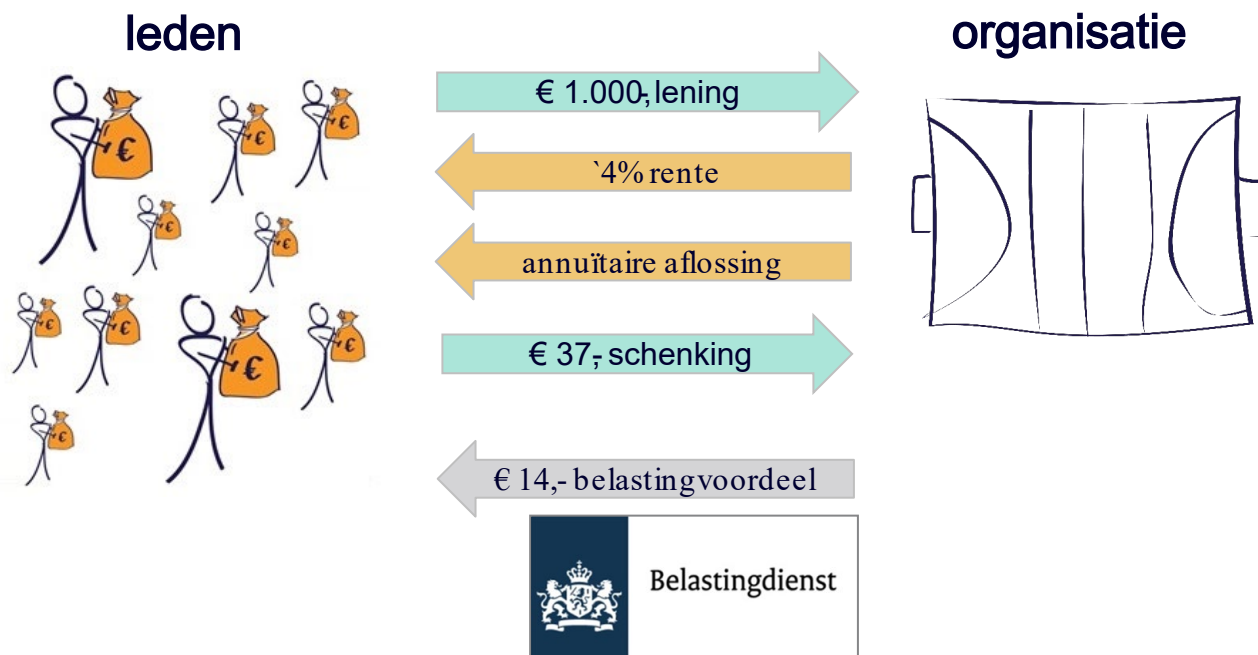 leden
organisatie
€ 1.000,- lening
`4% rente
annuïtaire aflossing
€ 37,- schenking
€ 14,- belastingvoordeel
Belastingdienst
€
€
€
€
€
€
€
€
€
€